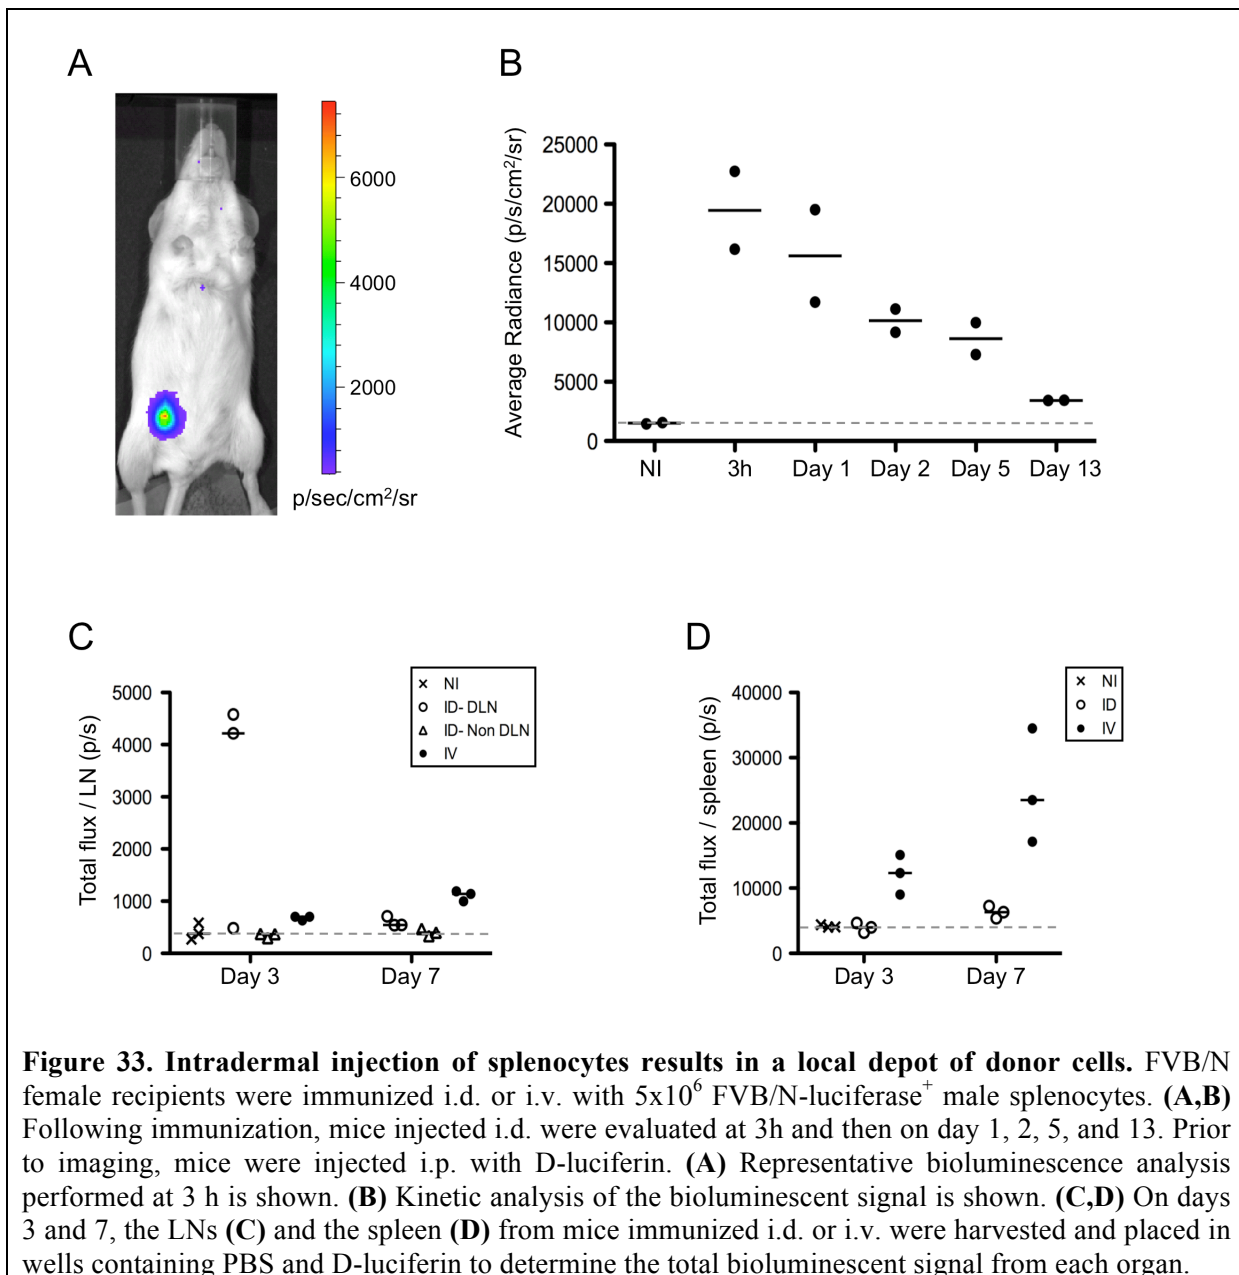 A
6000
4000
2000
p/sec/cm²/sr
B
Average Radiance (p/s/cm²/sr)
25000
20000
15000
10000
5000
0
NI 3h Day 1 Day 2 Day 5 Day 13
C
Total flux / LN (p/s)
5000
4000
3000
2000
1000
0
Day 3 Day 7
NI
ID- DLN
ID- Non DLN
IV
D
Total flux / spleen (p/s)
40000
30000
20000
10000
0
Day 3 Day 7
NI
ID
IV
Figure 33. Intradermal injection of splenocytes results in a local depot of donor cells. FVB/N
female recipients were immunized i.d. or i.v. with 5x10⁶ FVB/N-luciferase⁺ male splenocytes. (A,B)
Following immunization, mice injected i.d. were evaluated at 3h and then on day 1, 2, 5, and 13. Prior
to imaging, mice were injected i.p. with D-luciferin. (A) Representative bioluminescence analysis
performed at 3 h is shown. (B) Kinetic analysis of the bioluminescent signal is shown. (C,D) On days
3 and 7, the LNs (C) and the spleen (D) from mice immunized i.d. or i.v. were harvested and placed in
wells containing PBS and D-luciferin to determine the total bioluminescent signal from each organ.